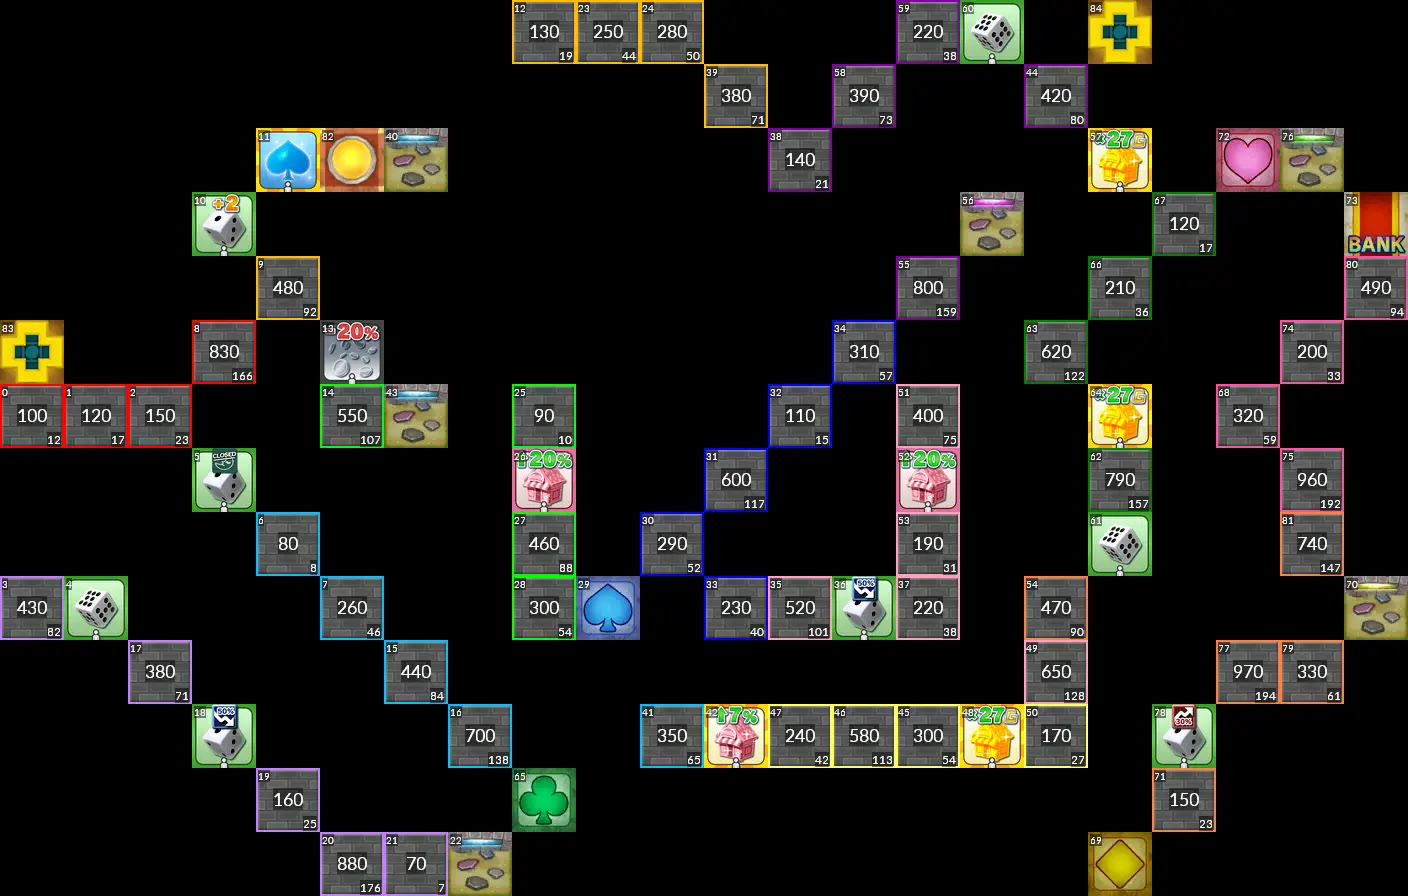 12 130 19 23 250 44 24 280 50 59 220 38 60 84
39 380 71 58 390 73 44 420 80
11 82 40 38 140 21 57 27G 72 76
10 +2 56 67 120 17 73 BANK
9 480 92 55 800 159 66 210 36 80 490 94
83 8 830 166 13 20% 34 310 57 63 620 122 74 200 33
0 100 12 1 120 17 2 150 23 14 550 107 43 25 90 10 32 110 15 51 400 75 64 27G 68 320 59
5 CLOSED 26 20% 31 600 117 52 20% 62 790 157 75 960 192
6 80 8 27 460 88 30 290 52 53 190 31 61 81 740 147
3 430 82 4 7 260 46 28 300 54 29 33 230 40 35 520 101 36 50% 37 220 38 54 470 90 70
17 380 71 15 440 84 49 650 128 77 970 194 79 330 61
18 50% 16 700 138 41 350 65 42 7% 47 240 42 46 580 113 45 300 54 48 27G 50 170 27 78 30%
19 160 25 65 71 150 23
20 880 176 21 70 7 22 69